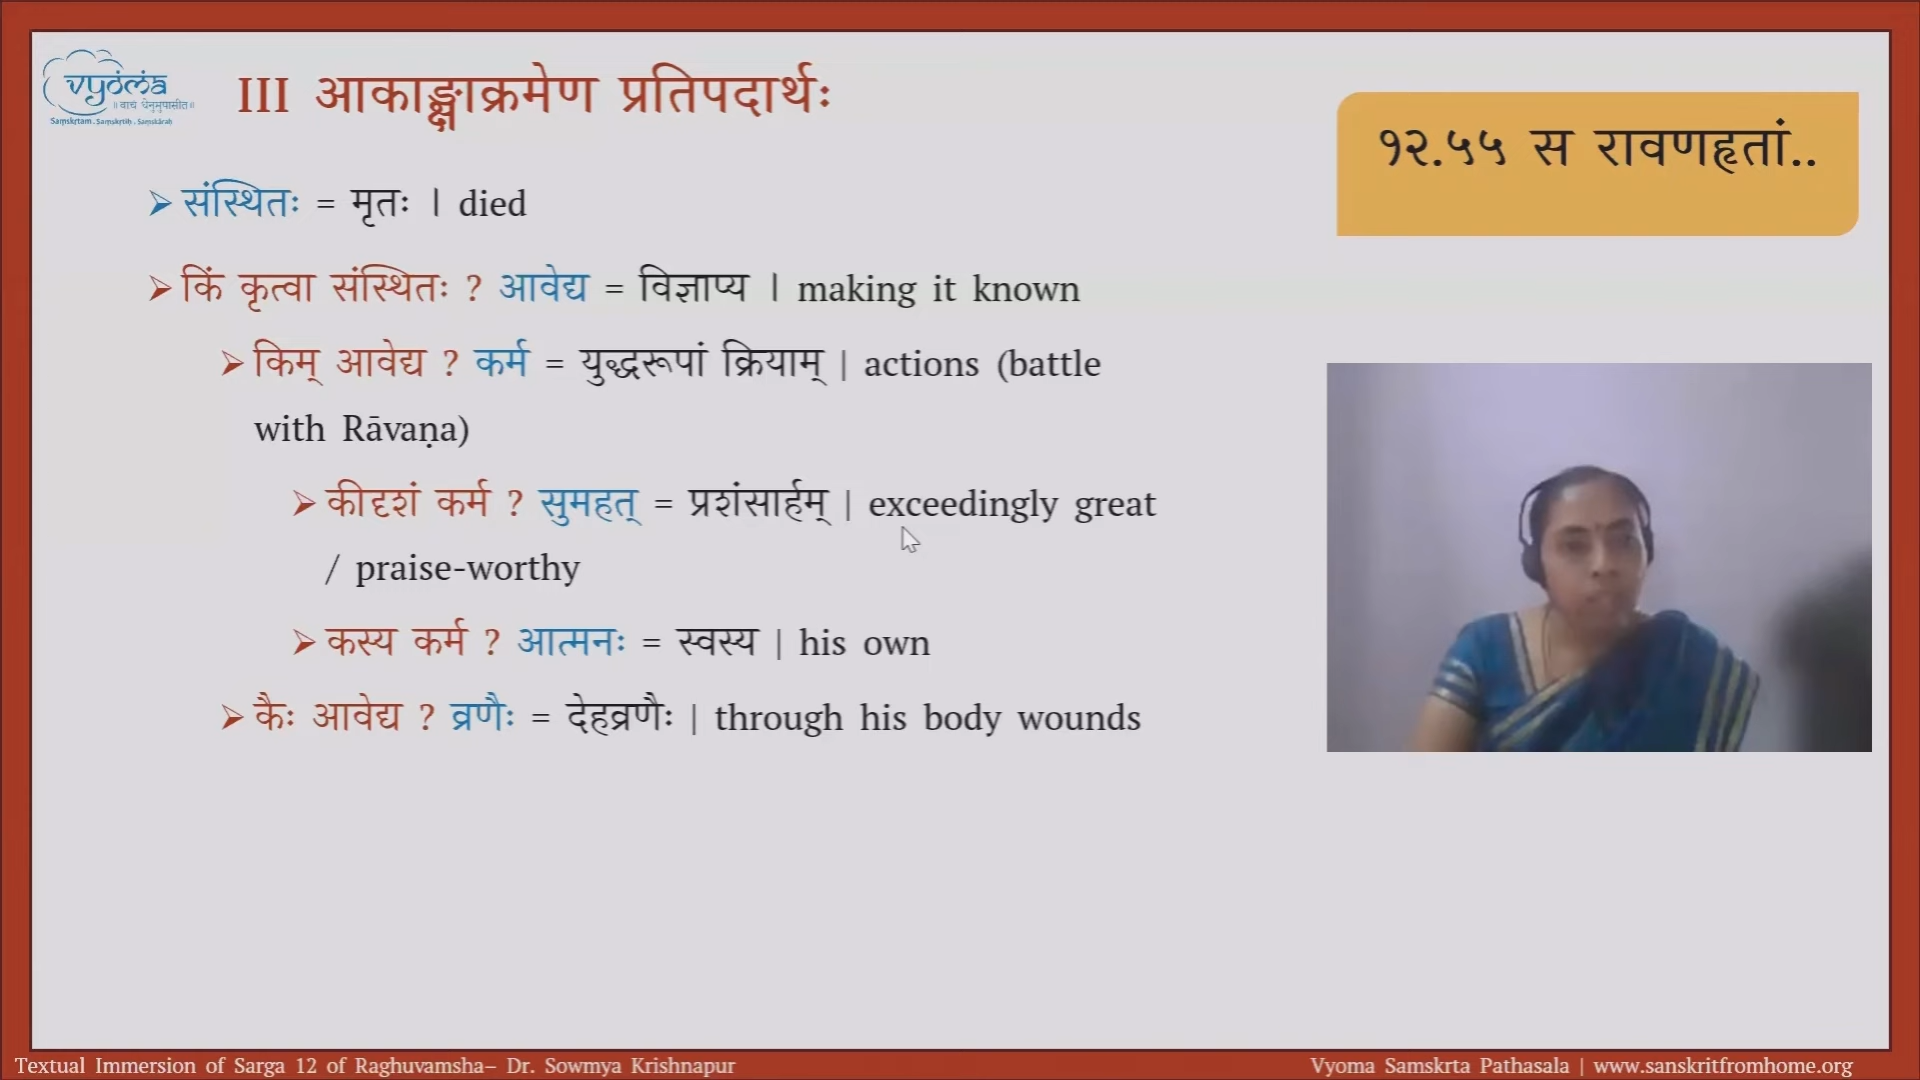 vyoma
॥ वाचं धेनुमुपासीत॥
Saṃskṛtam . Saṃskṛtiḥ . Saṃskāraḥ
III आकाङ्क्षाक्रमेण प्रतिपदार्थः
१२.५५ स रावणहृतां..
➢ संस्थितः = मृतः । died
➢ किं कृत्वा संस्थितः ? आवेद्य = विज्ञाप्य । making it known
➢ किम् आवेद्य ? कर्म = युद्धरूपां क्रियाम् | actions (battle
with Rāvaṇa)
➢ कीदृशं कर्म ? सुमहत् = प्रशंसार्हम् | exceedingly great
/ praise-worthy
➢ कस्य कर्म ? आत्मनः = स्वस्य | his own
➢ कैः आवेद्य ? व्रणैः = देहव्रणैः | through his body wounds
Textual Immersion of Sarga 12 of Raghuvamsha– Dr. Sowmya Krishnapur
Vyoma Samskrta Pathasala | www.sanskritfromhome.org